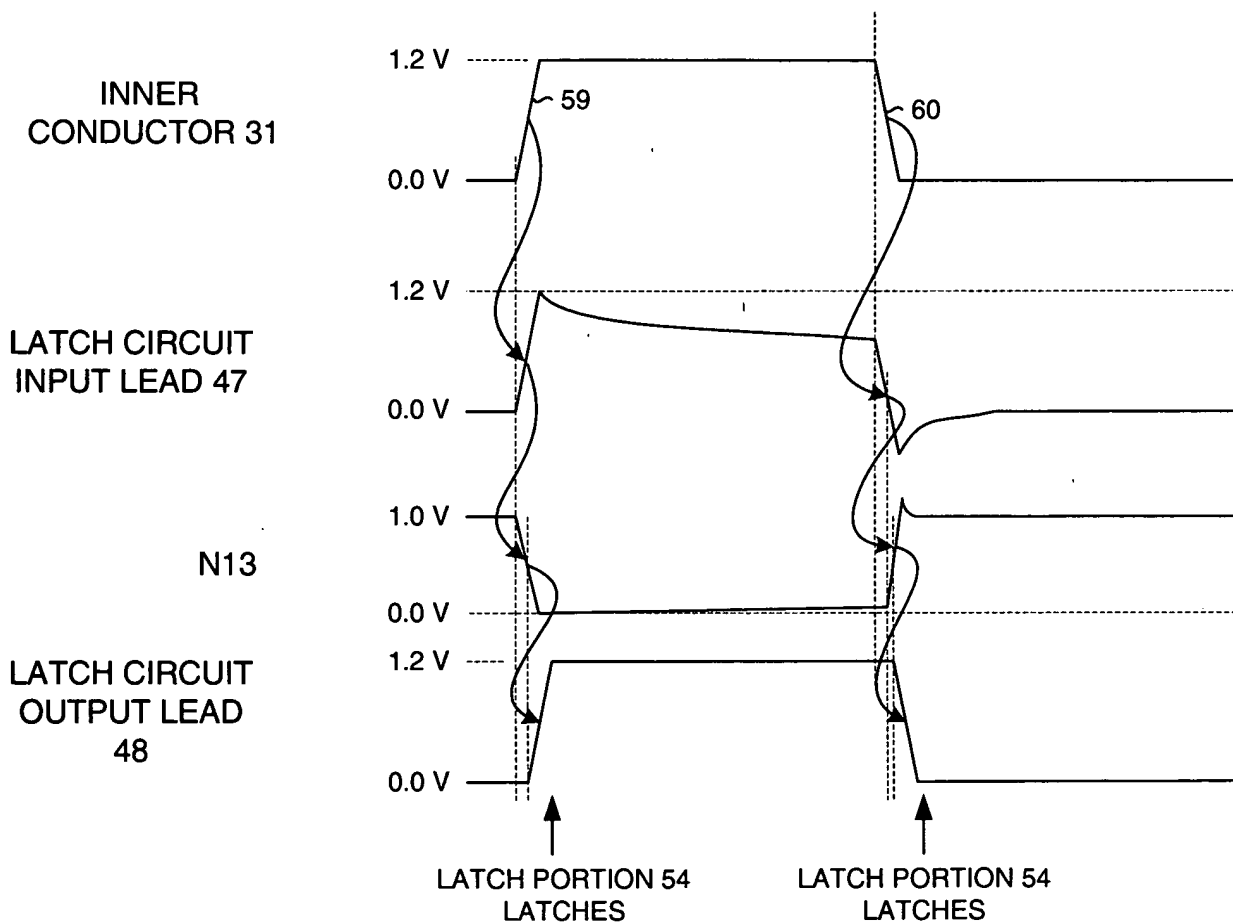 INNER
CONDUCTOR 31
1.2 V
59
60
0.0 V
LATCH CIRCUIT
INPUT LEAD 47
1.2 V
0.0 V
N13
1.0 V
0.0 V
LATCH CIRCUIT
OUTPUT LEAD
48
1.2 V
0.0 V
LATCH PORTION 54
LATCHES
LATCH PORTION 54
LATCHES